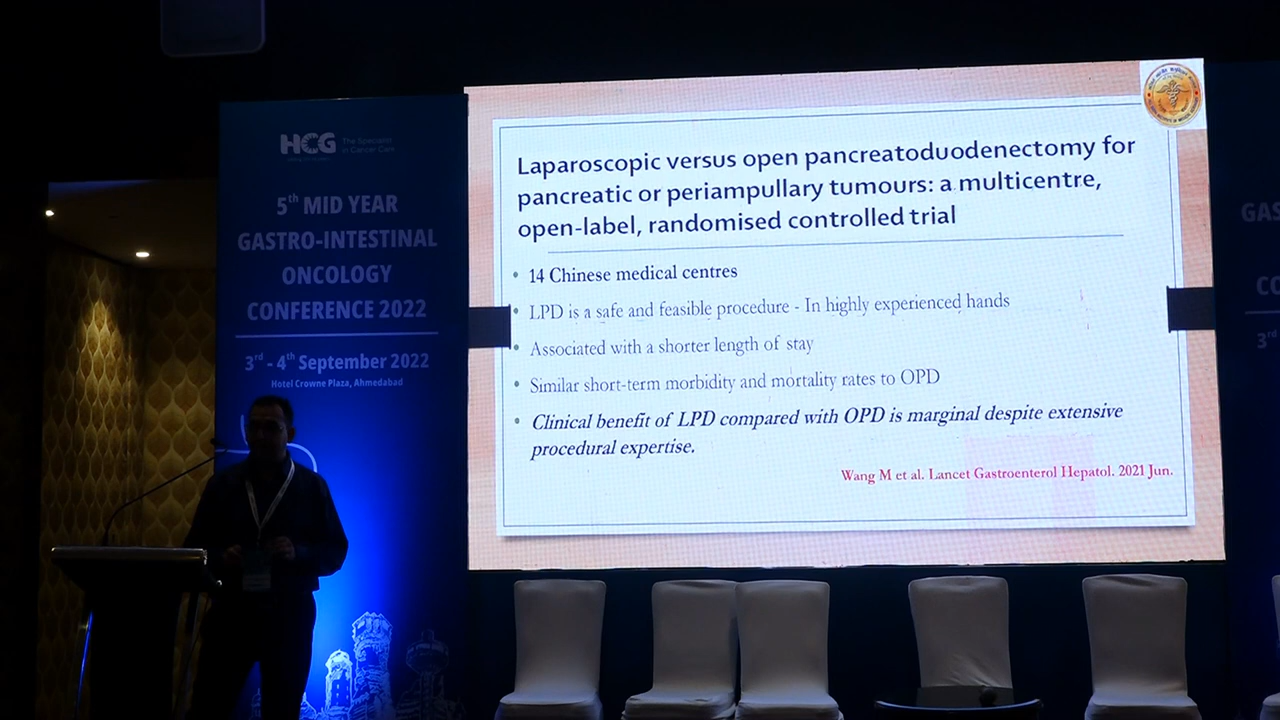 HCG The Specialist in Cancer Care
5th MID YEAR
GASTRO-INTESTINAL
ONCOLOGY
CONFERENCE 2022
3rd - 4th September 2022
Hotel Crowne Plaza, Ahmedabad
Laparoscopic versus open pancreatoduodenectomy for
pancreatic or periampullary tumours: a multicentre,
open-label, randomised controlled trial
• 14 Chinese medical centres
• LPD is a safe and feasible procedure - In highly experienced hands
• Associated with a shorter length of stay
• Similar short-term morbidity and mortality rates to OPD
• Clinical benefit of LPD compared with OPD is marginal despite extensive
procedural expertise.
Wang M et al. Lancet Gastroenterol Hepatol. 2021 Jun.
GAS
CO
3rd